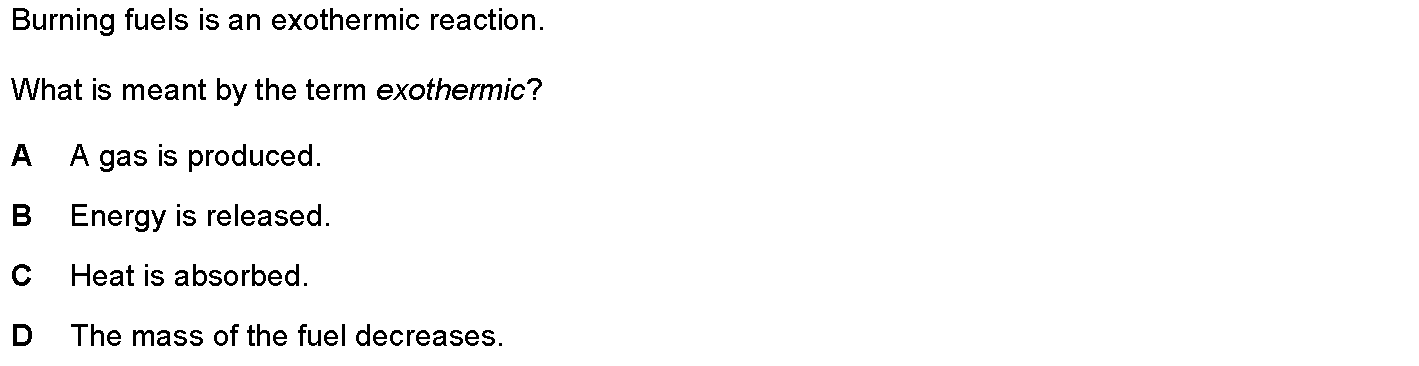 Burning fuels is an exothermic reaction.
What is meant by the term exothermic?
A A gas is produced.
B Energy is released.
C Heat is absorbed.
D The mass of the fuel decreases.